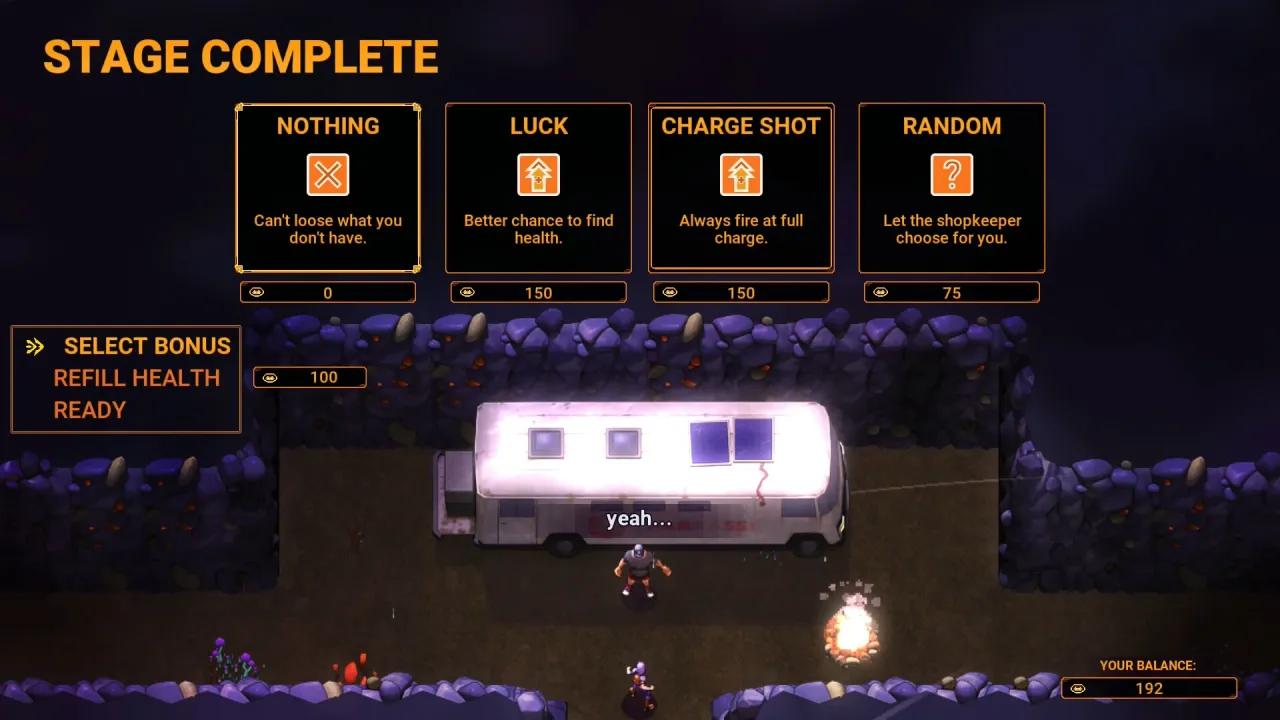 STAGE COMPLETE
NOTHING
Can't loose what you
don't have.
0
LUCK
Better chance to find
health.
150
CHARGE SHOT
Always fire at full
charge.
150
RANDOM
Let the shopkeeper
choose for you.
75
SELECT BONUS
REFILL HEALTH
100
READY
yeah...
YOUR BALANCE:
192